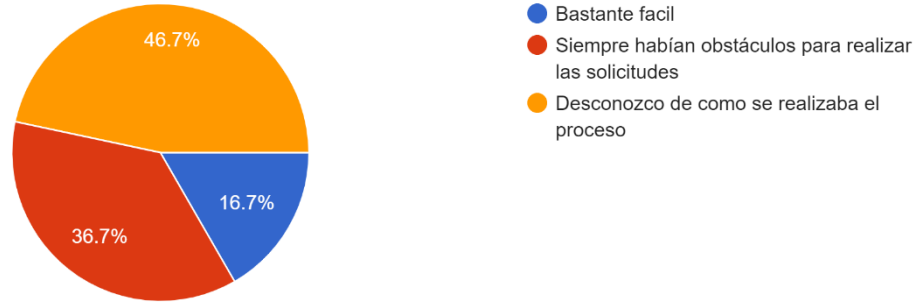 46.7%
36.7%
16.7%
Bastante facil
Siempre habían obstáculos para realizar
las solicitudes
Desconozco de como se realizaba el
proceso